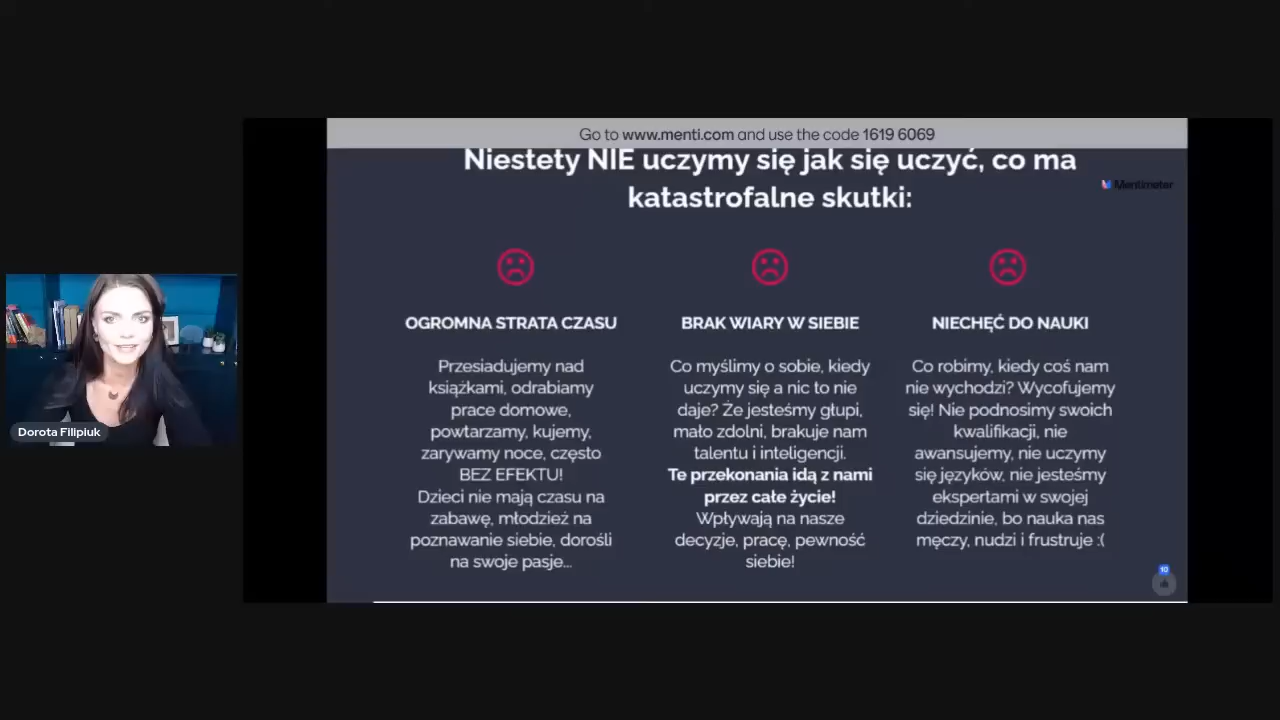 Go to www.menti.com and use the code 1619 6069
Niestety NIE uczymy się jak się uczyć, co ma
katastrofalne skutki:
Mentimeter
OGROMNA STRATA CZASU
Przesiadujemy nad
książkami, odrabiamy
prace domowe,
powtarzamy, kujemy,
zarywamy noce, często
BEZ EFEKTU!
Dzieci nie mają czasu na
zabawę, młodzież na
poznawanie siebie, dorośli
na swoje pasje...
BRAK WIARY W SIEBIE
Co myślimy o sobie, kiedy
uczymy się a nic to nie
daje? Że jesteśmy głupi,
mało zdolni, brakuje nam
talentu i inteligencji.
Te przekonania idą z nami
przez całe życie!
Wpływają na nasze
decyzje, pracę, pewność
siebie!
NIECHĘĆ DO NAUKI
Co robimy, kiedy coś nam
nie wychodzi? Wycofujemy
się! Nie podnosimy swoich
kwalifikacji, nie
awansujemy, nie uczymy
się języków, nie jesteśmy
ekspertami w swojej
dziedzinie, bo nauka nas
męczy, nudzi i frustruje :(
10
Dorota Filipiuk